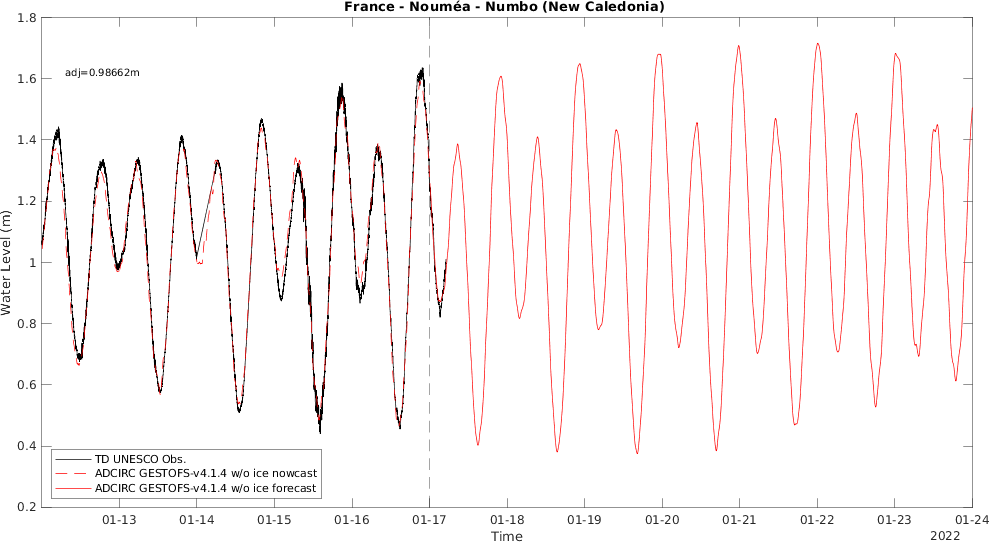 France - Nouméa - Numbo (New Caledonia)
1.8
1.6
1.4
1.2
1
0.8
0.6
0.4
0.2
Water Level (m)
adj=0.98662m
TD UNESCO Obs.
ADCIRC GESTOFS-v4.1.4 w/o ice nowcast
ADCIRC GESTOFS-v4.1.4 w/o ice forecast
01-13 01-14 01-15 01-16 01-17 01-18 01-19 01-20 01-21 01-22 01-23 01-24
Time
2022